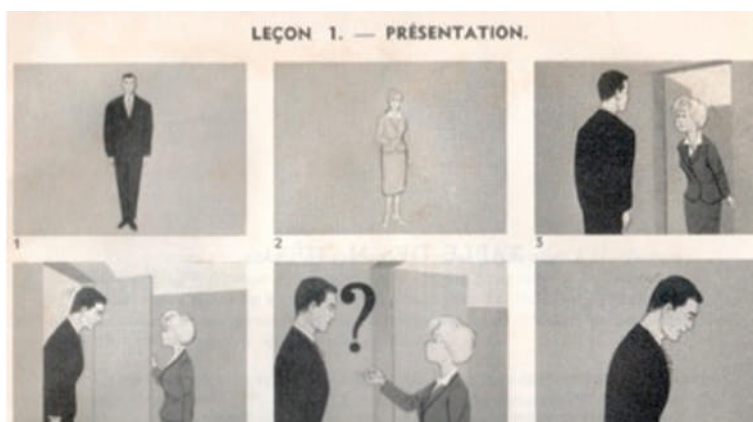 LEÇON 1. — PRÉSENTATION.
1
2
3
?